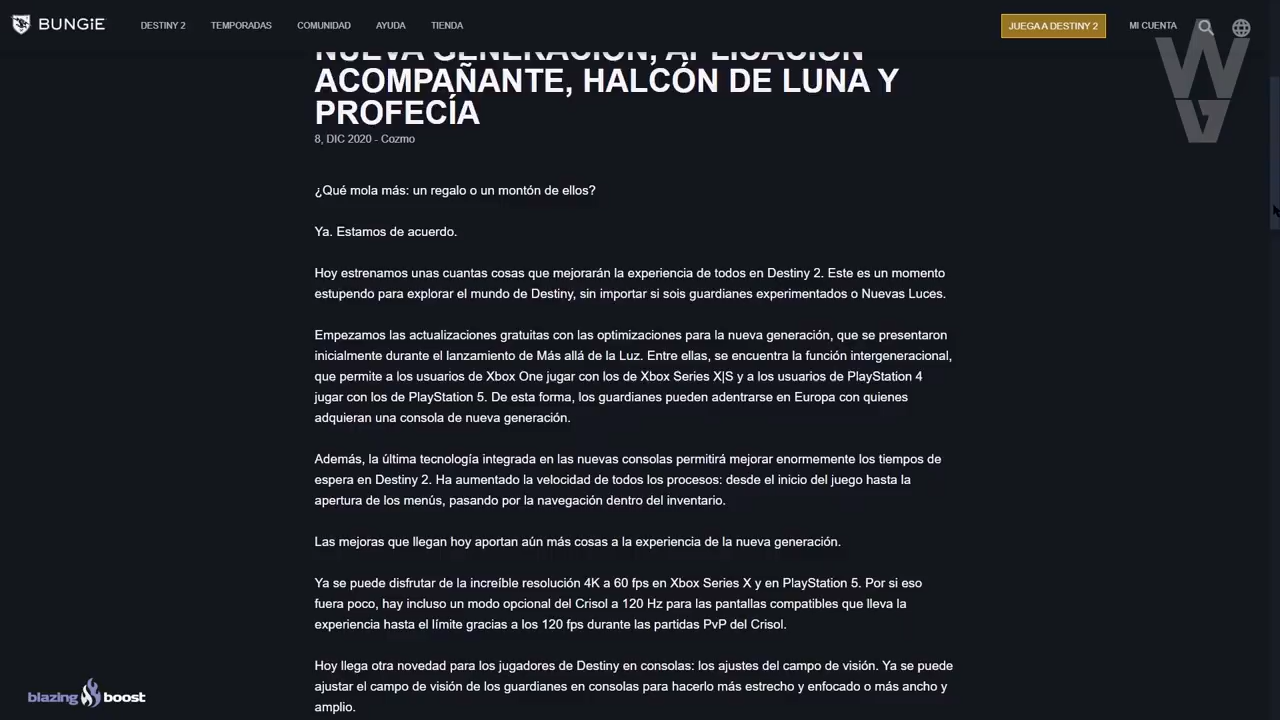 BUNGiE
DESTINY 2
TEMPORADAS
COMUNIDAD
AYUDA
TIENDA
JUEGA A DESTINY 2
MI CUENTA
WG
NUEVA GENERACIÓN, APLICACIÓN
ACOMPAÑANTE, HALCÓN DE LUNA Y
PROFECÍA
8, DIC 2020 - Cozmo
¿Qué mola más: un regalo o un montón de ellos?
Ya. Estamos de acuerdo.
Hoy estrenamos unas cuantas cosas que mejorarán la experiencia de todos en Destiny 2. Este es un momento
estupendo para explorar el mundo de Destiny, sin importar si sois guardianes experimentados o Nuevas Luces.
Empezamos las actualizaciones gratuitas con las optimizaciones para la nueva generación, que se presentaron
inicialmente durante el lanzamiento de Más allá de la Luz. Entre ellas, se encuentra la función intergeneracional,
que permite a los usuarios de Xbox One jugar con los de Xbox Series X|S y a los usuarios de PlayStation 4
jugar con los de PlayStation 5. De esta forma, los guardianes pueden adentrarse en Europa con quienes
adquieran una consola de nueva generación.
Además, la última tecnología integrada en las nuevas consolas permitirá mejorar enormemente los tiempos de
espera en Destiny 2. Ha aumentado la velocidad de todos los procesos: desde el inicio del juego hasta la
apertura de los menús, pasando por la navegación dentro del inventario.
Las mejoras que llegan hoy aportan aún más cosas a la experiencia de la nueva generación.
Ya se puede disfrutar de la increíble resolución 4K a 60 fps en Xbox Series X y en PlayStation 5. Por si eso
fuera poco, hay incluso un modo opcional del Crisol a 120 Hz para las pantallas compatibles que lleva la
experiencia hasta el límite gracias a los 120 fps durante las partidas PvP del Crisol.
Hoy llega otra novedad para los jugadores de Destiny en consolas: los ajustes del campo de visión. Ya se puede
ajustar el campo de visión de los guardianes en consolas para hacerlo más estrecho y enfocado o más ancho y
amplio.
blazing boost